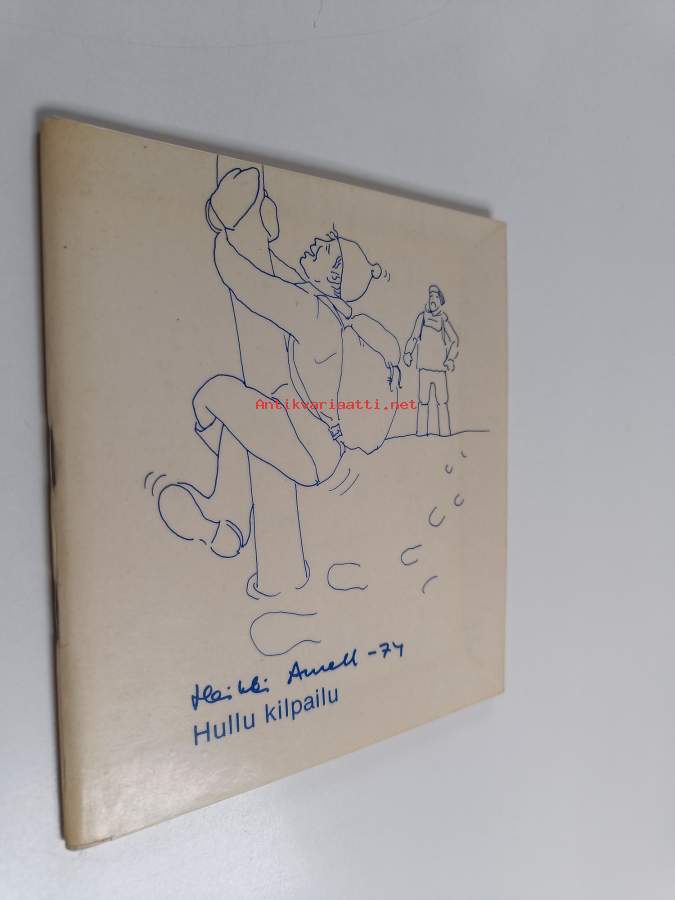 Antikvariaatti.net
Heikki Arnell -74
Hullu kilpailu